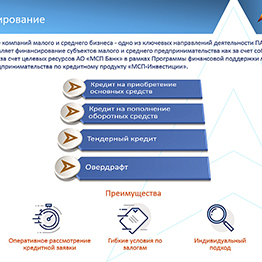 ирование
компаний малого и среднего бизнеса - одно из ключевых направлений деятельности ПА
ляет финансирование субъектов малого и среднего предпринимательства как за счет соб
за счет целевых ресурсов АО «МСП Банк» в рамках Программы финансовой поддержки
дпринимательства по кредитному продукту «МСП-Инвестиции».
Кредит на приобретение
основных средств
Кредит на пополнение
оборотных средств
Тендерный кредит
Овердрафт
Преимущества
Оперативное рассмотрение
кредитной заявки
Гибкие условия по
залогам
Индивидуальный
подход